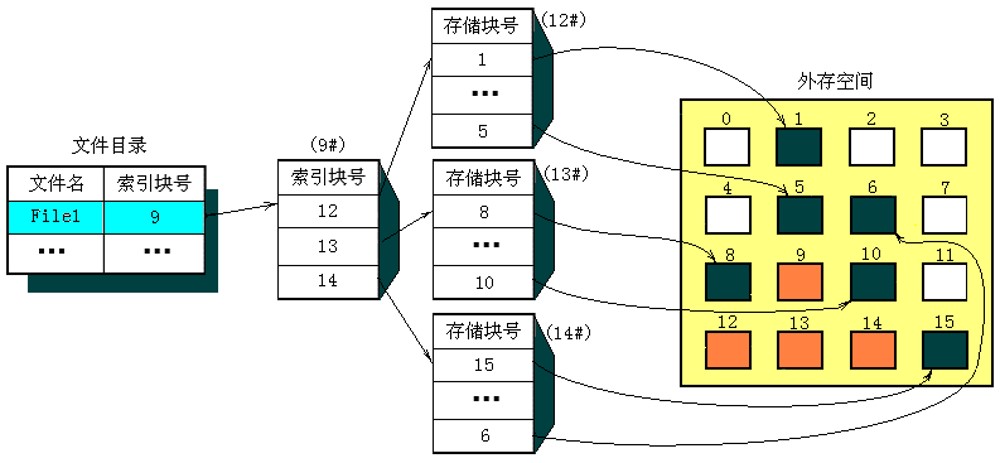 文件目录
文件名 索引块号
File1 9
••• •••
(9#)
索引块号
12
13
14
(12#)
存储块号
1
•••
5
(13#)
存储块号
8
•••
10
(14#)
存储块号
15
•••
6
外存空间
0 1 2 3
4 5 6 7
8 9 10 11
12 13 14 15